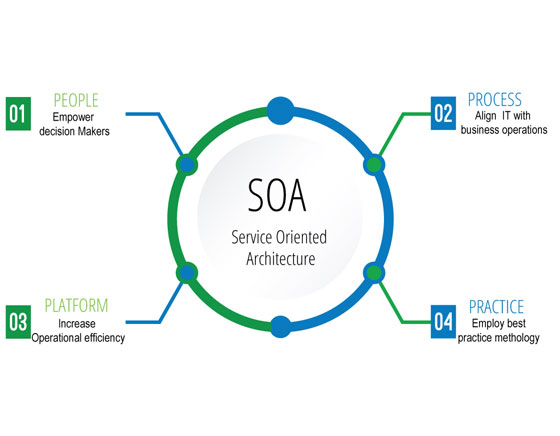 01
PEOPLE
Empower
decision Makers
02
PROCESS
Align IT with
business operations
SOA
Service Oriented
Architecture
03
PLATFORM
Increase
Operational efficiency
04
PRACTICE
Employ best
practice methology